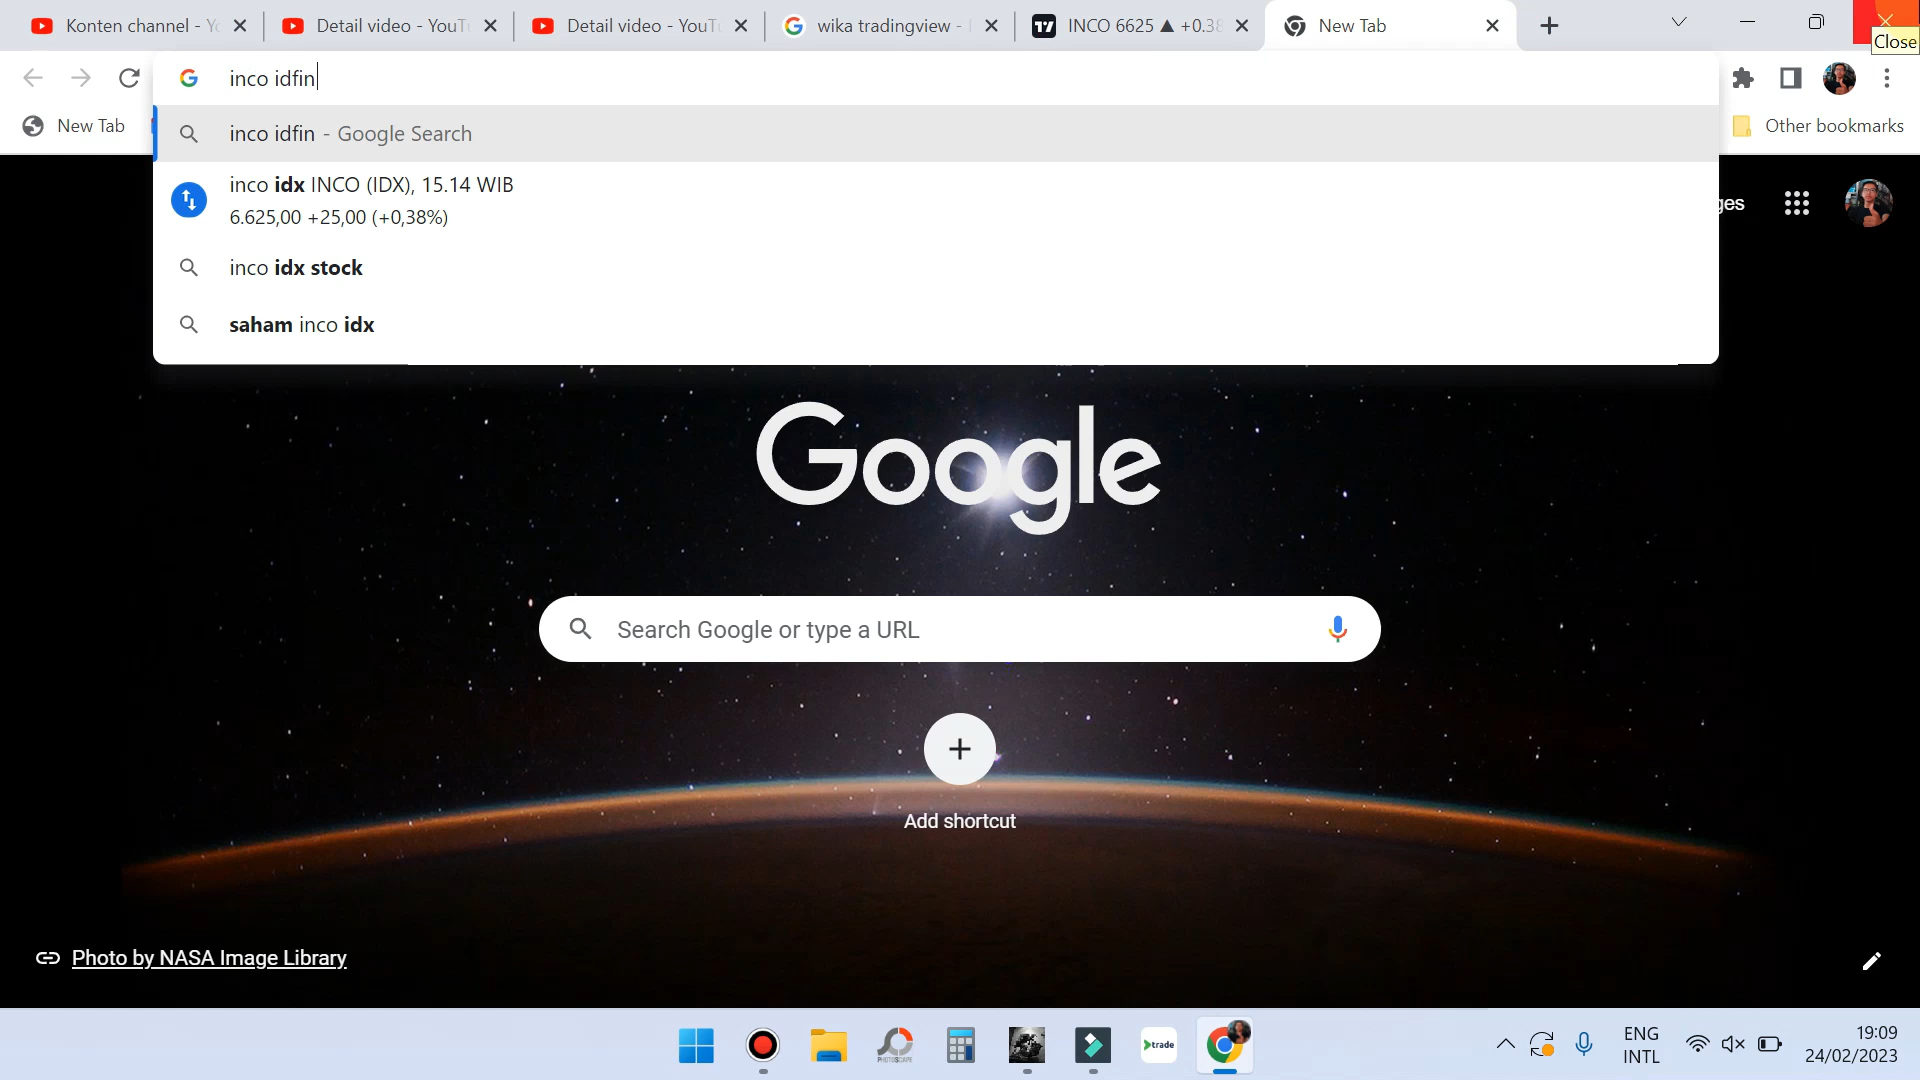 Konten channel - Yo
Detail video - YouTu
Detail video - YouTu
wika tradingview -
INCO 6625 ▲ +0.38
New Tab
Close
inco idfin
New Tab
Other bookmarks
inco idfin - Google Search
inco idx INCO (IDX), 15.14 WIB
6.625,00 +25,00 (+0,38%)
ges
inco idx stock
saham inco idx
Google
Search Google or type a URL
Add shortcut
Photo by NASA Image Library
PHOTOSCAPE
trade
ENG
INTL
19:09
24/02/2023